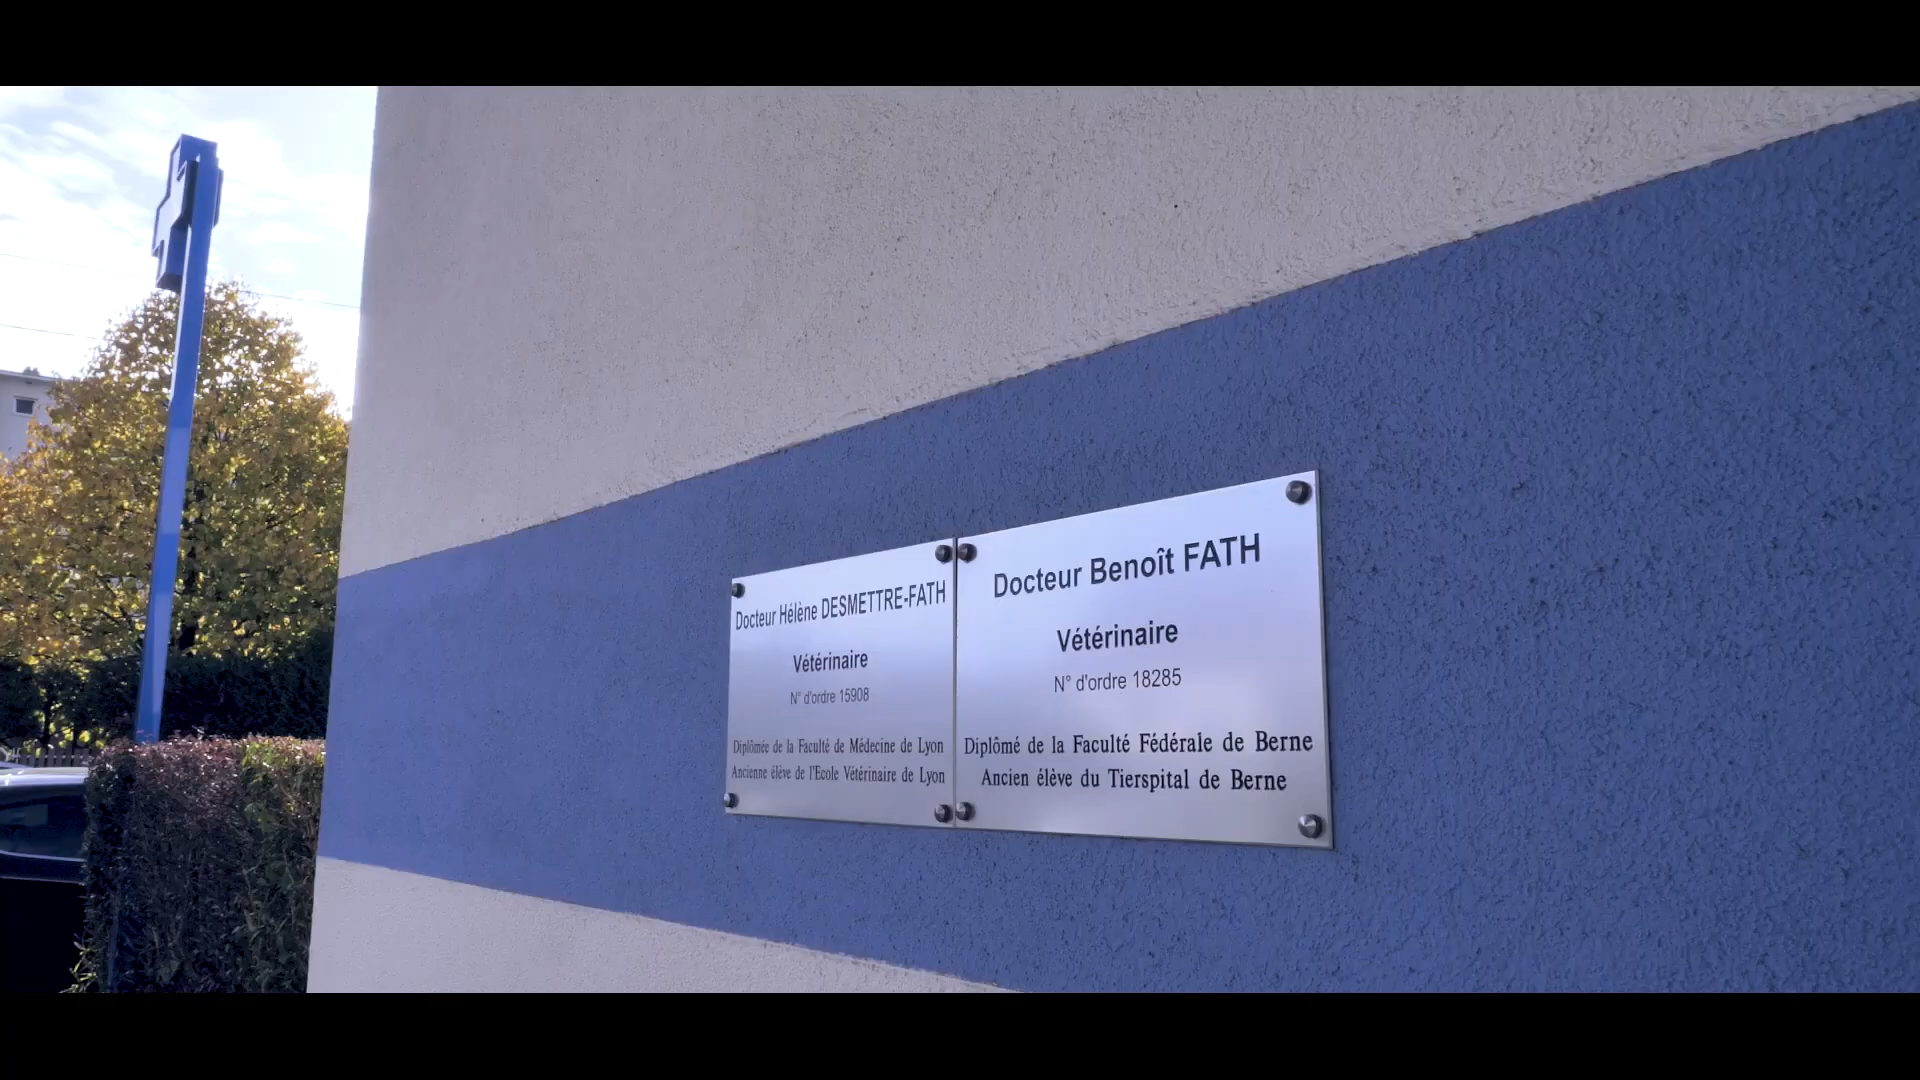 Docteur Hélène DESMETTRE-FATH
Vétérinaire
N° d'ordre 15908
Diplômée de la Faculté de Médecine de Lyon
Ancienne élève de l'Ecole Vétérinaire de Lyon
Docteur Benoît FATH
Vétérinaire
N° d'ordre 18285
Diplômé de la Faculté Fédérale de Berne
Ancien élève du Tierspital de Berne